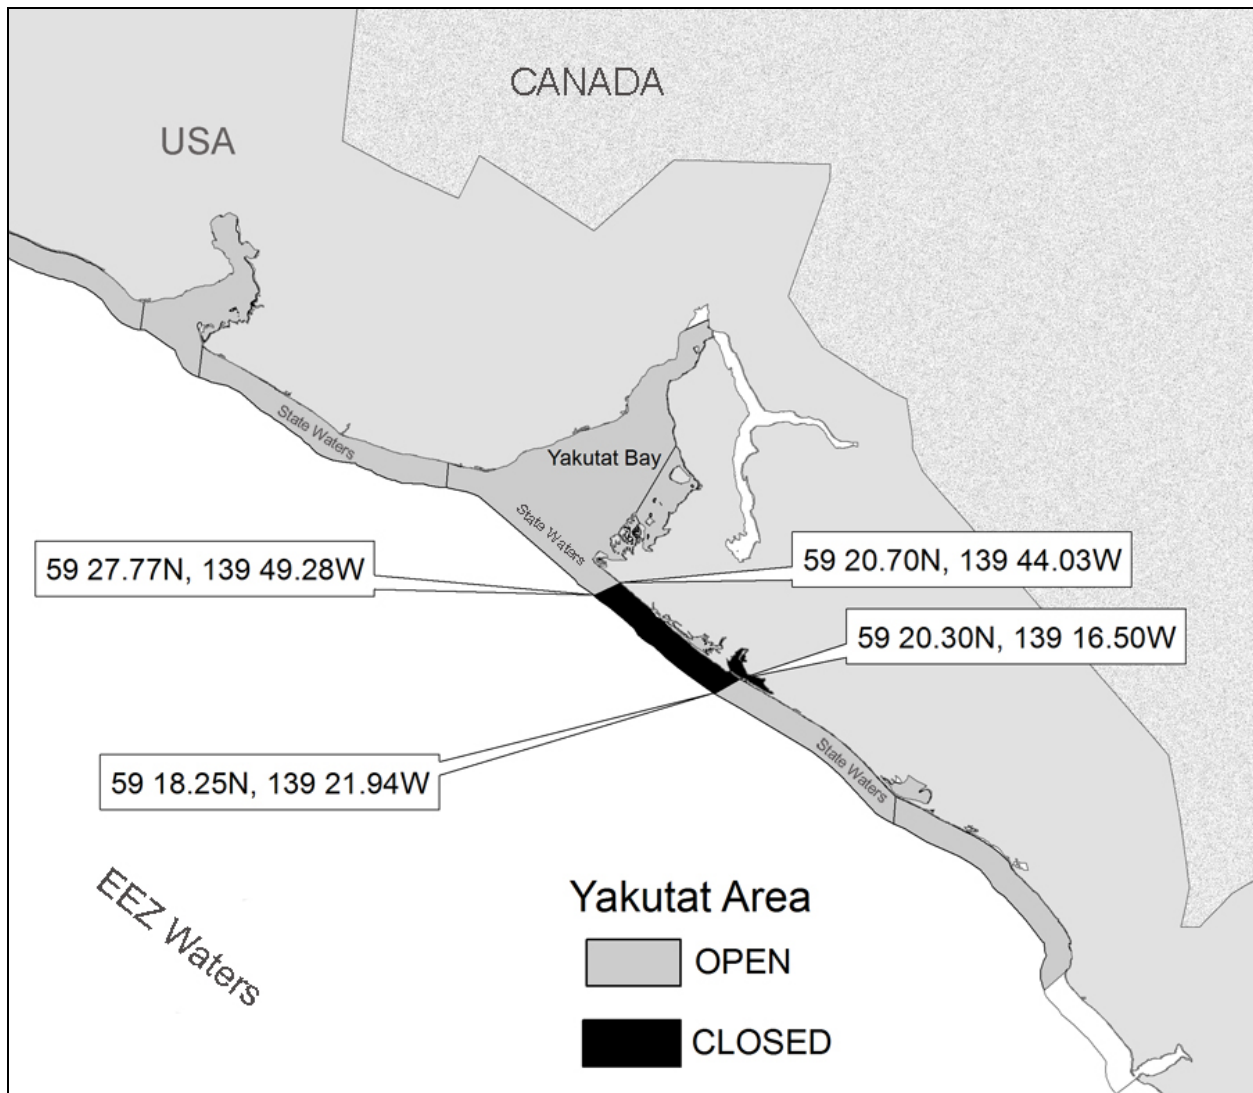 CANADA
USA
State Waters
Yakutat Bay
State Waters
59 27.77N, 139 49.28W
59 20.70N, 139 44.03W
59 20.30N, 139 16.50W
59 18.25N, 139 21.94W
State Waters
EEZ Waters
Yakutat Area
OPEN
CLOSED